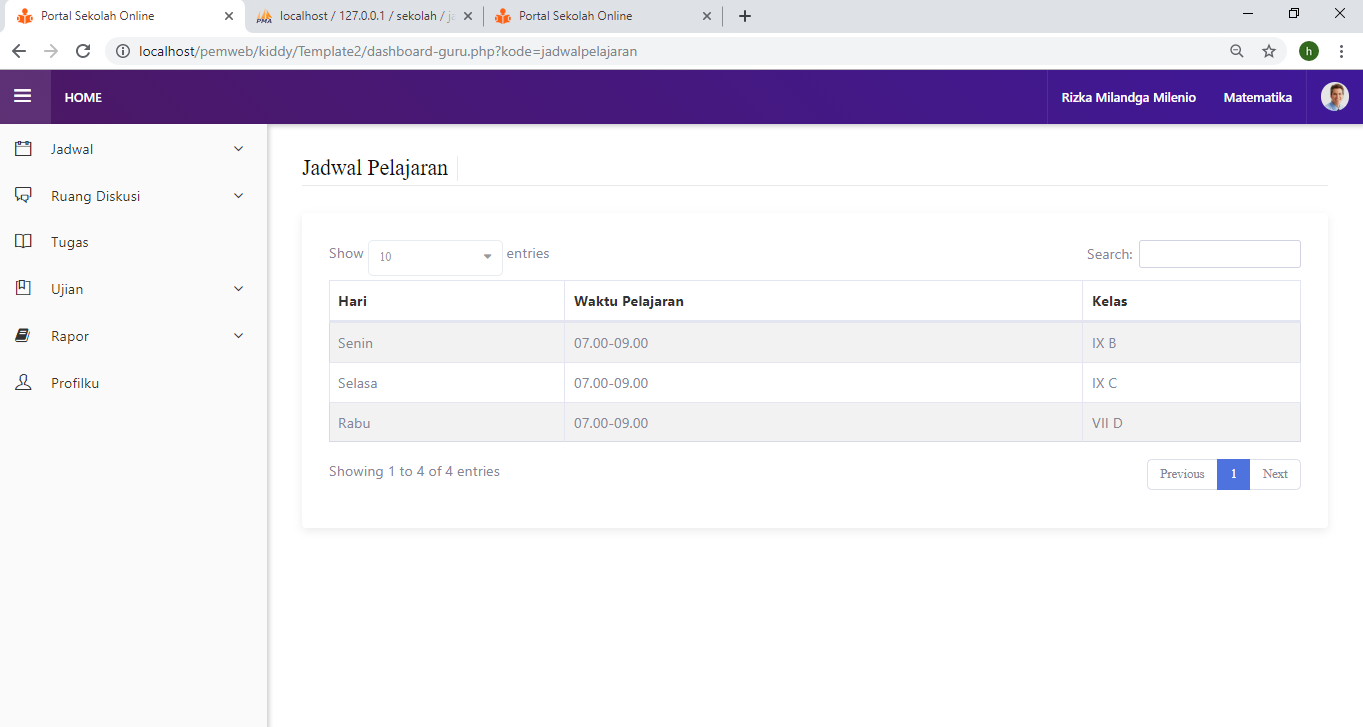 Portal Sekolah Online
localhost / 127.0.0.1 / sekolah / ja
Portal Sekolah Online
localhost/pemweb/kiddy/Template2/dashboard-guru.php?kode=jadwalpelajaran
h
HOME
Rizka Milandga Milenio
Matematika
Jadwal
Ruang Diskusi
Tugas
Ujian
Rapor
Profilku
Jadwal Pelajaran
Show 10 entries
Search:
Hari Waktu Pelajaran Kelas
Senin 07.00-09.00 IX B
Selasa 07.00-09.00 IX C
Rabu 07.00-09.00 VII D
Showing 1 to 4 of 4 entries
Previous 1 Next